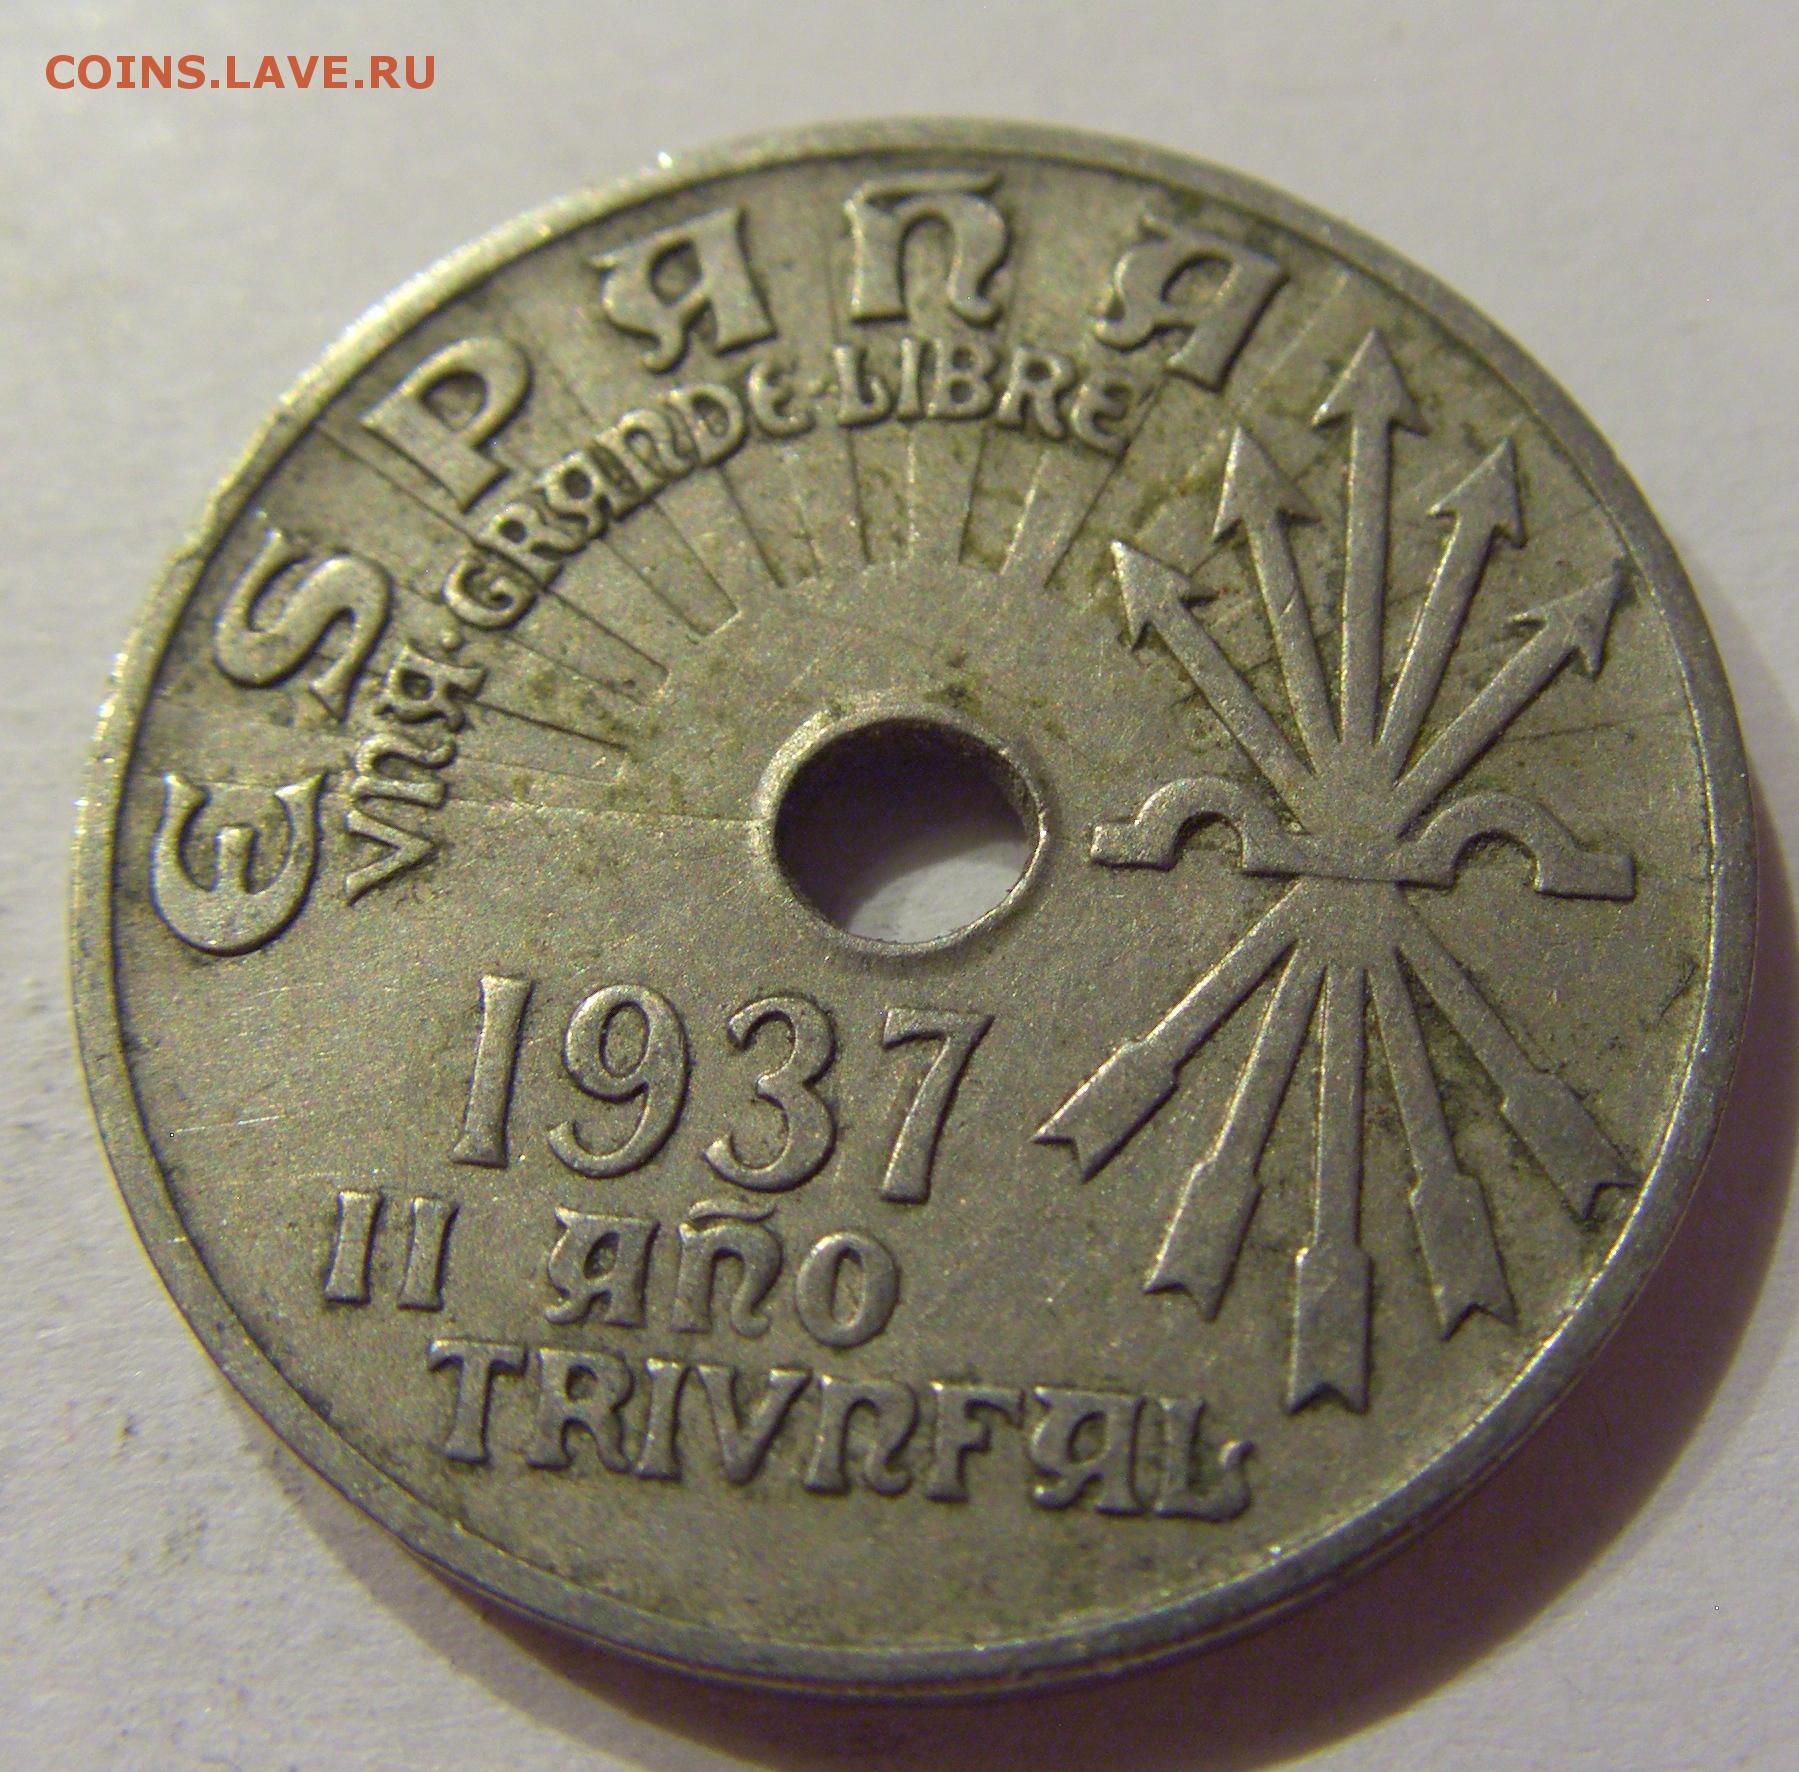 COINS.LAVE.RU
ESPAÑA
VNA·GRANDE·LIBRE
1937
II AÑO
TRIVNFAL